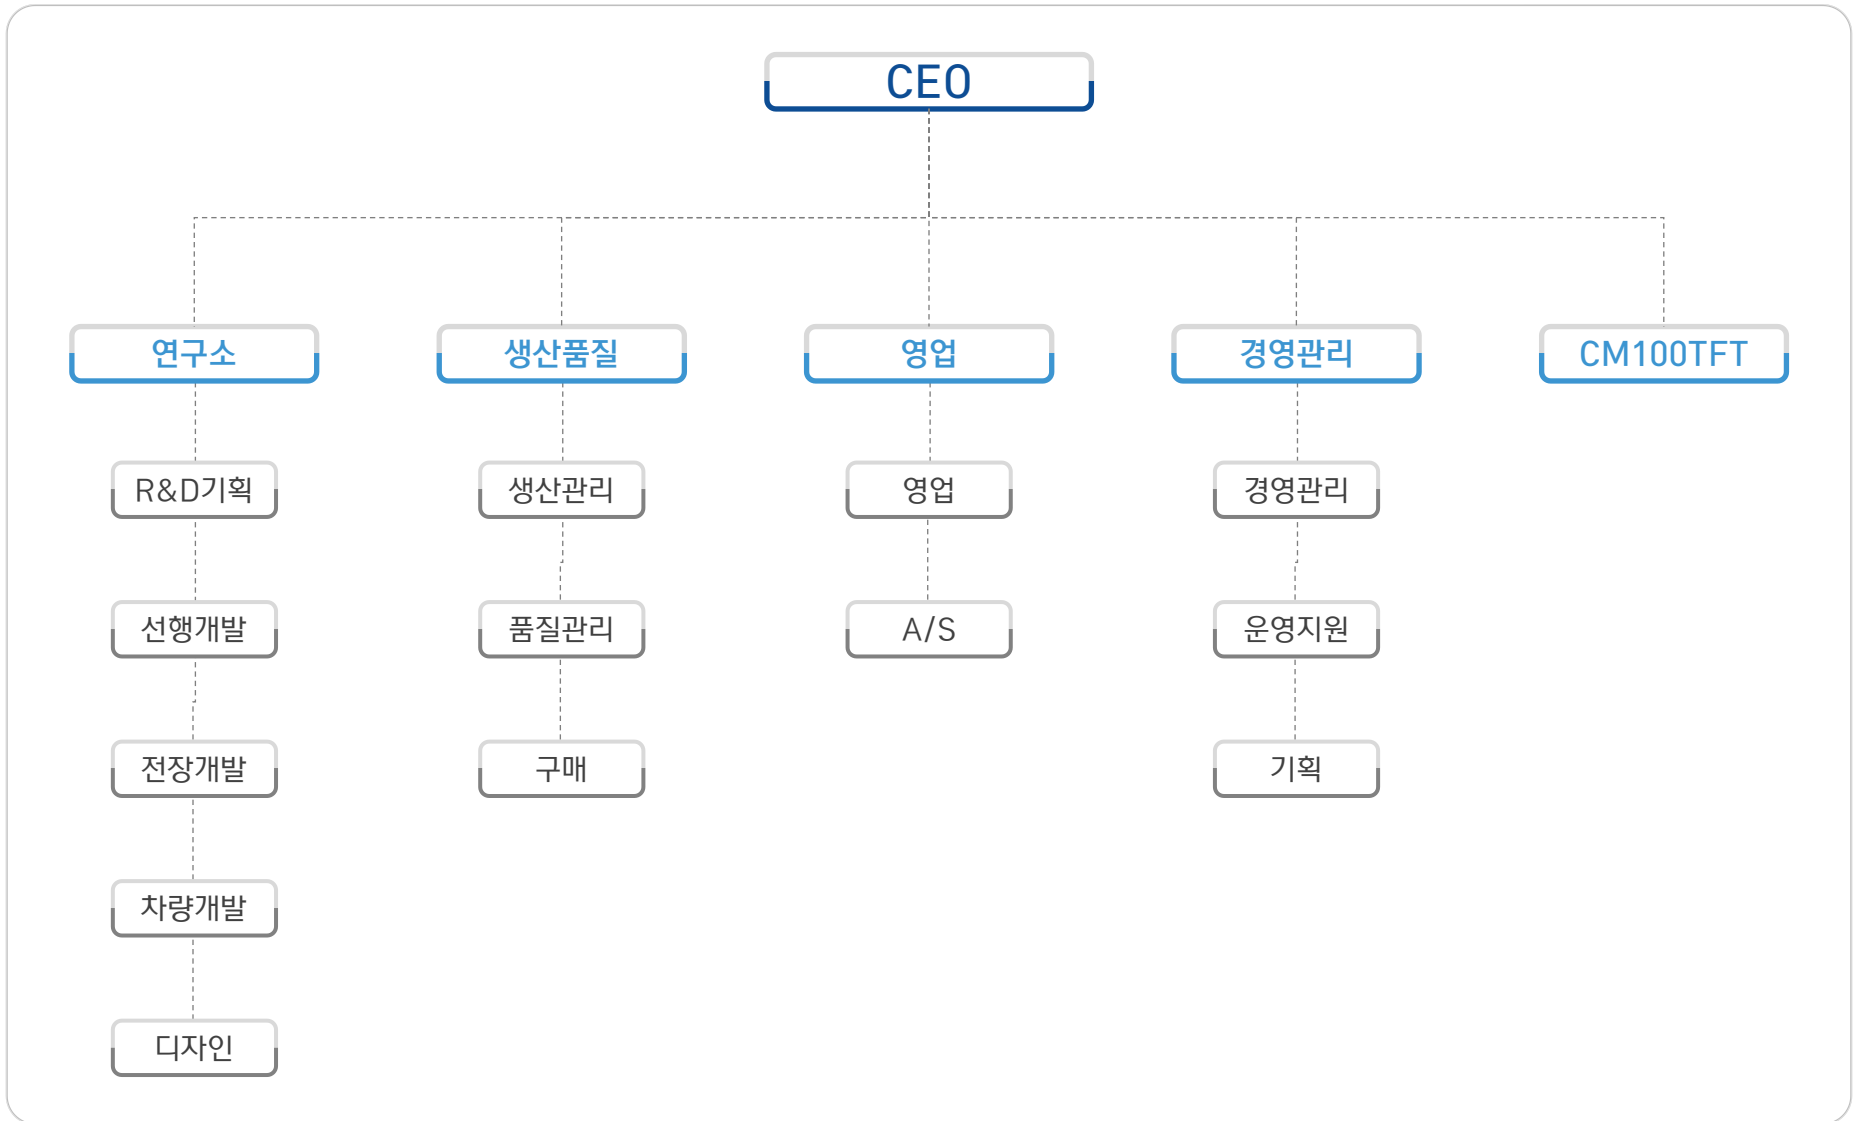 CEO
연구소
생산품질
영업
경영관리
CM100TFT
R&D기획
생산관리
영업
경영관리
선행개발
품질관리
A/S
운영지원
전장개발
구매
기획
차량개발
디자인